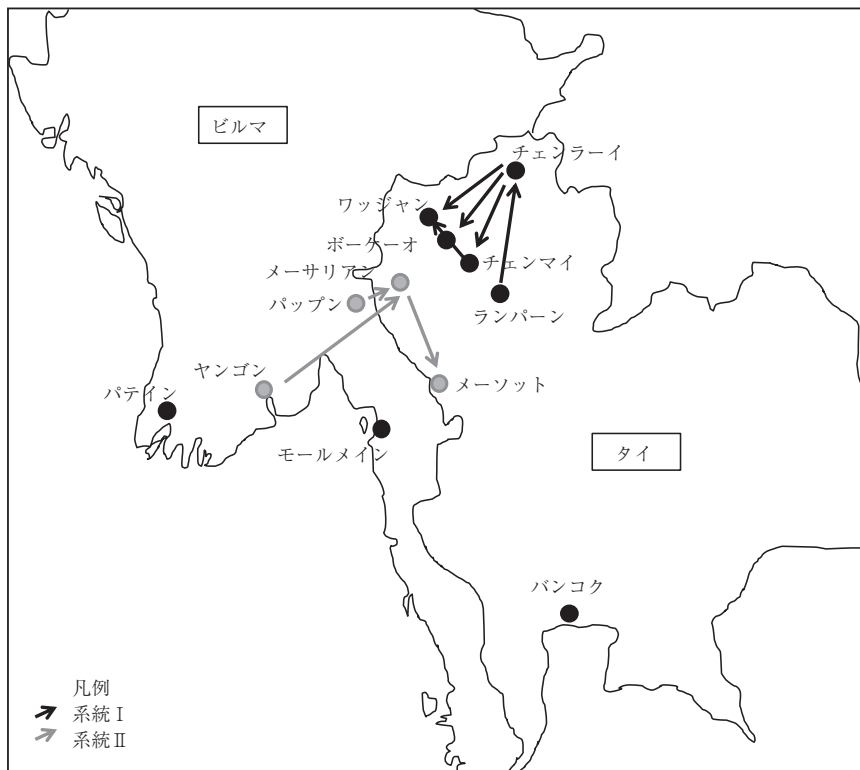 ビルマ
チェンラーイ
ワッジャン
ボーケーオ
チェンマイ
メーサリアン
パップン
ランパーン
ヤンゴン
メーソット
パテイン
モールメイン
タイ
バンコク
凡例
系統Ⅰ
系統Ⅱ